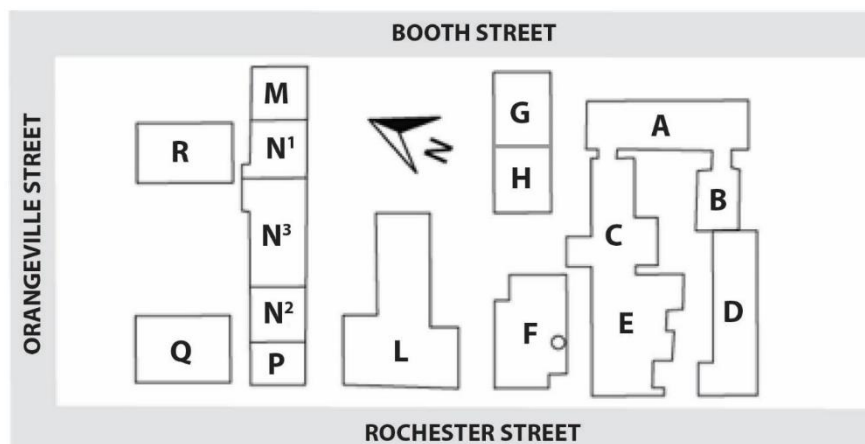 BOOTH STREET
ORANGEVILLE STREET
M
G
A
R
N¹
N
H
B
N³
C
N²
F
E
D
Q
P
L
ROCHESTER STREET